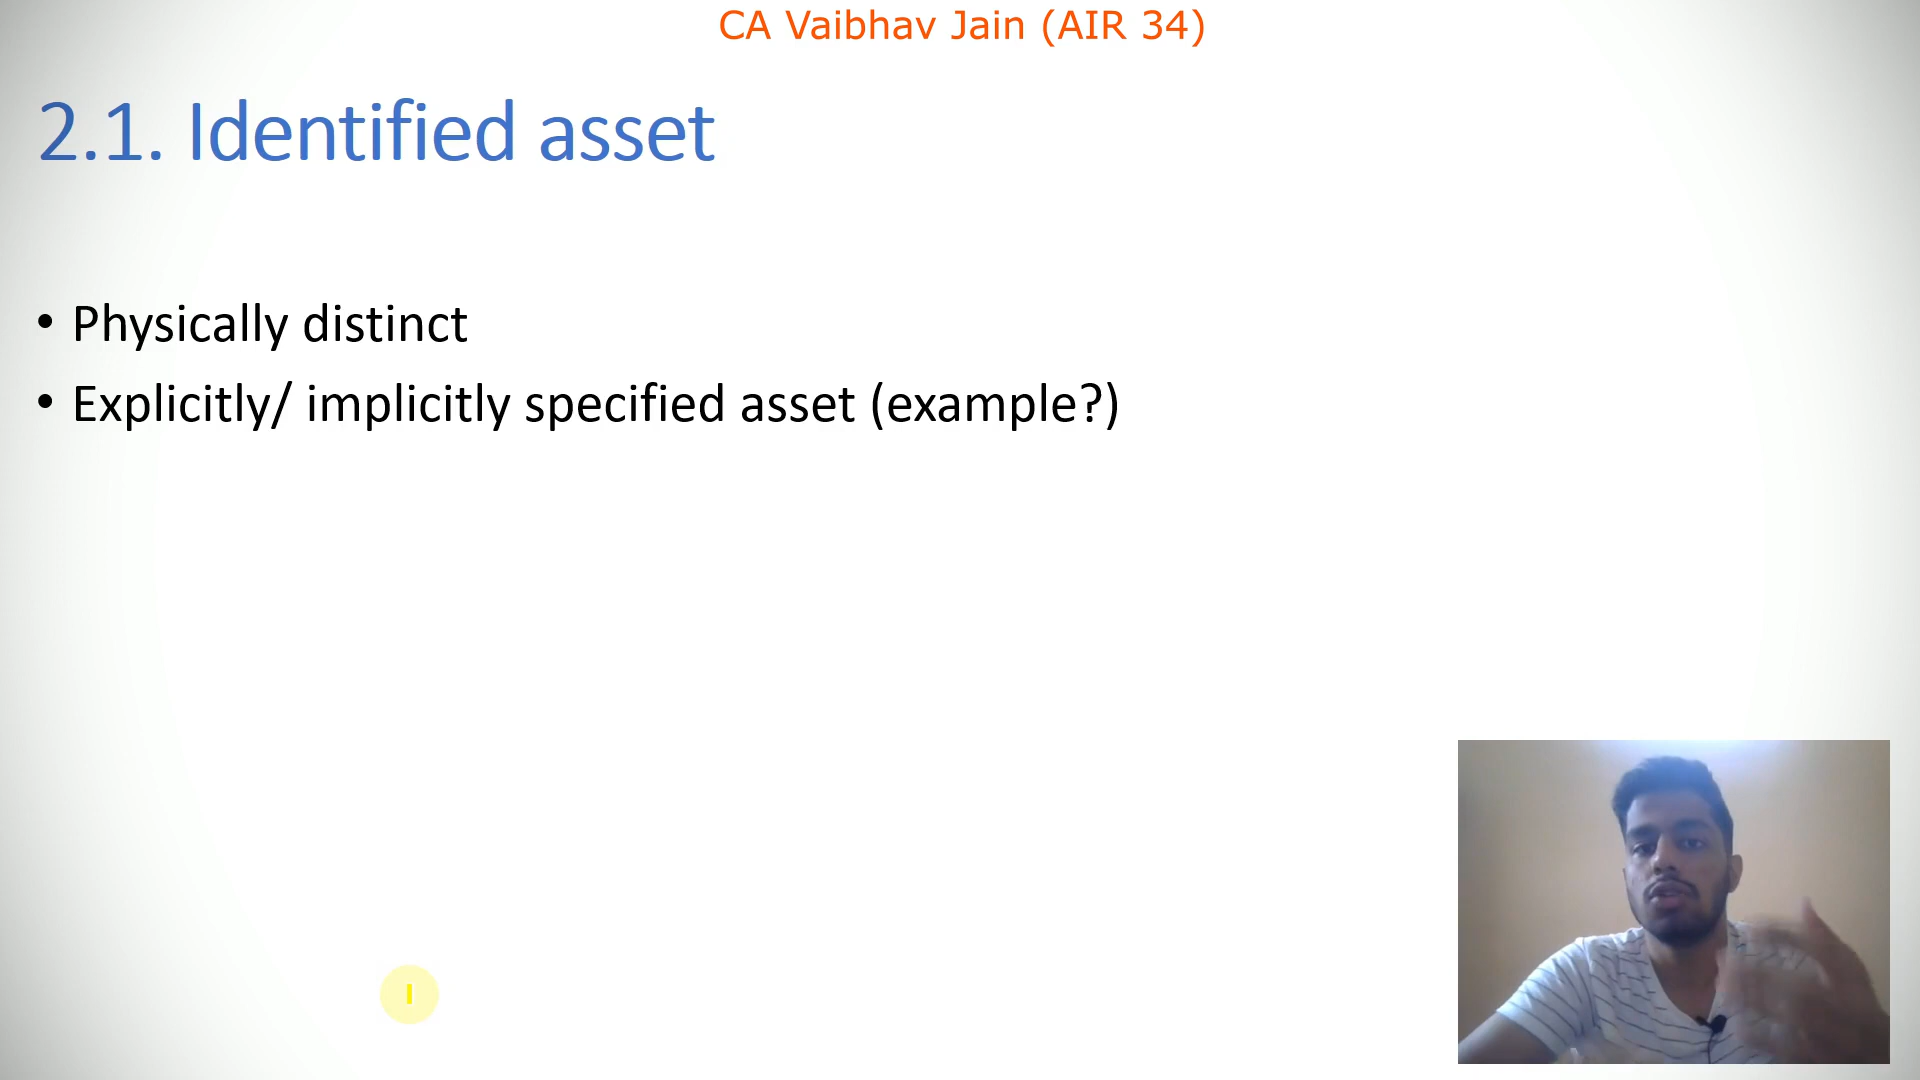 CA Vaibhav Jain (AIR 34)
2.1. Identified asset
• Physically distinct
• Explicitly/ implicitly specified asset (example?)